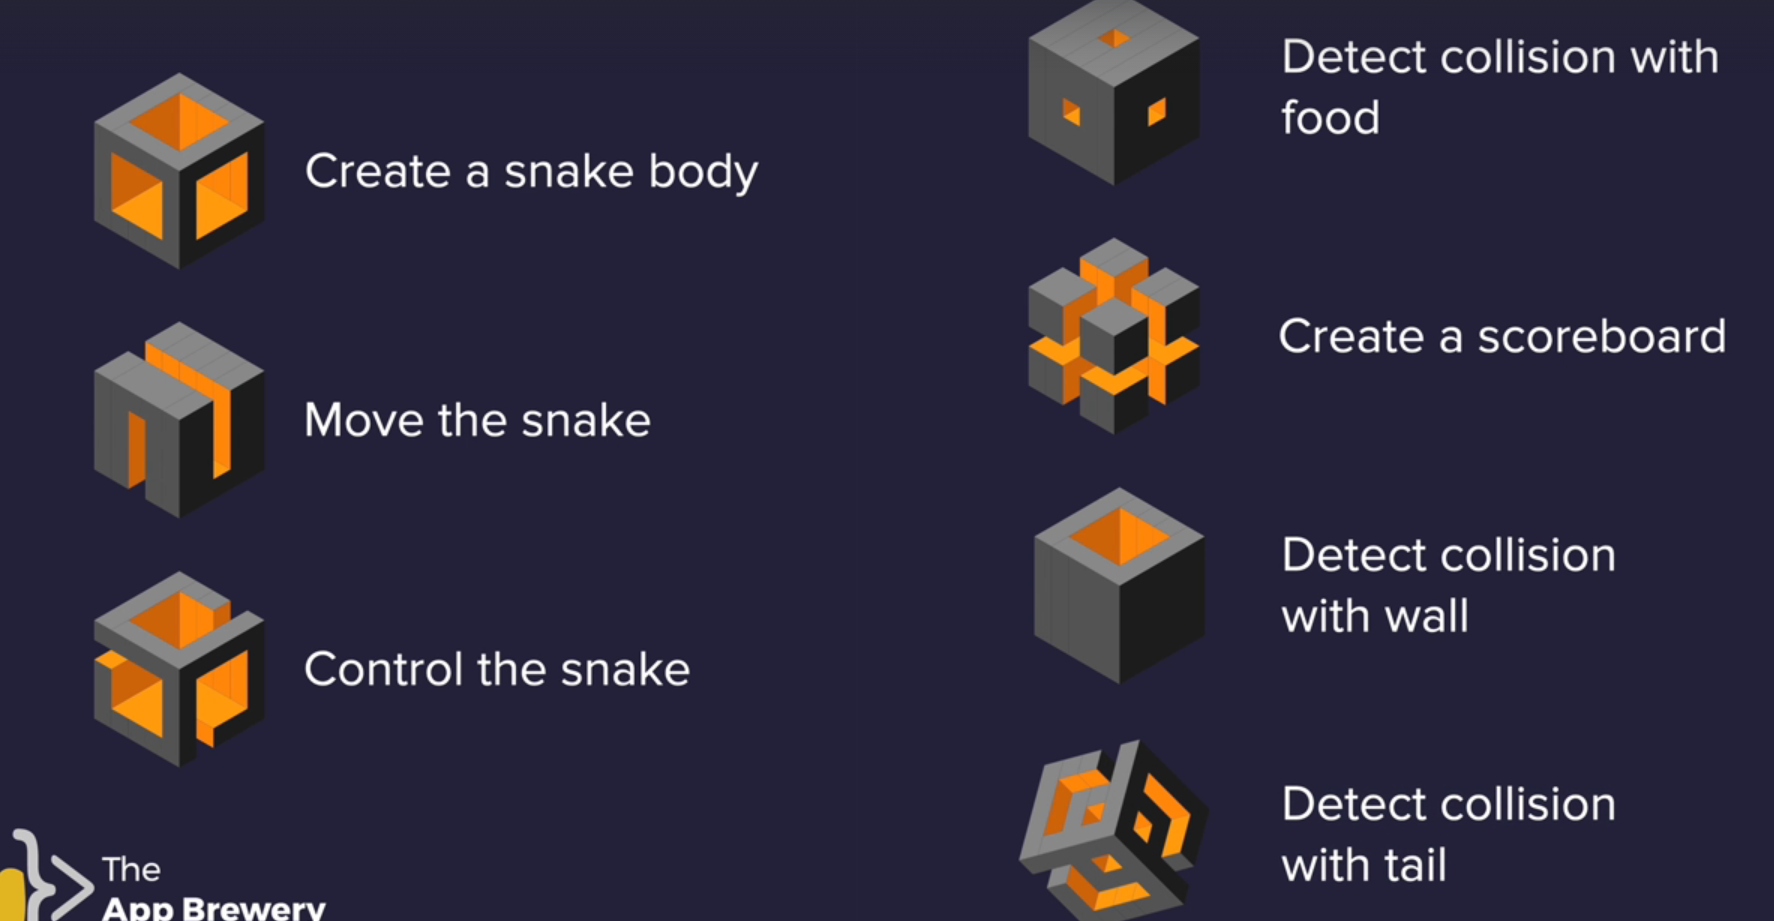 Create a snake body
Move the snake
Control the snake
Detect collision with
food
Create a scoreboard
Detect collision
with wall
Detect collision
with tail
The
App Brewery